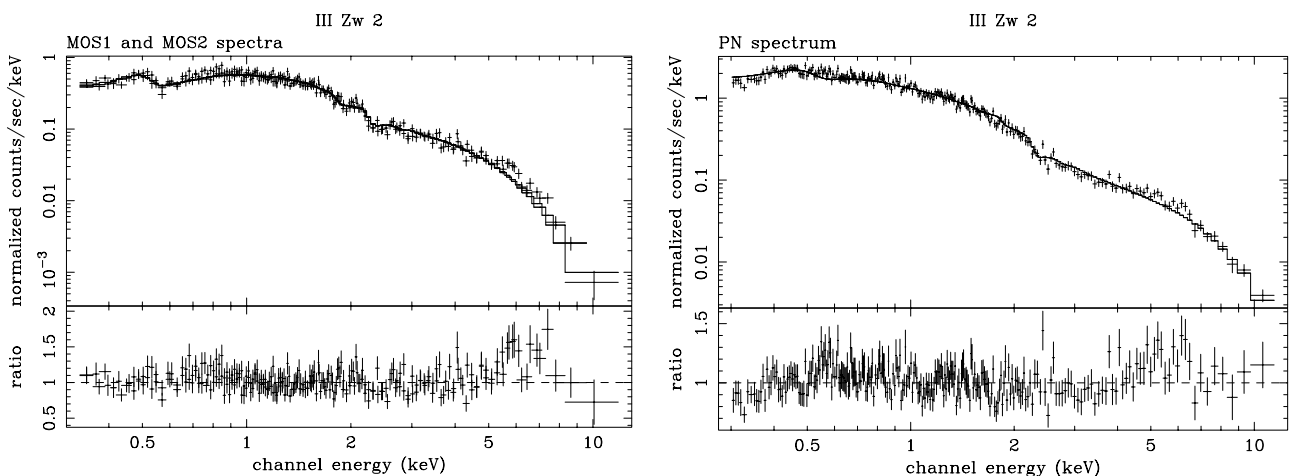 III Zw 2
MOS1 and MOS2 spectra
normalized counts/sec/keV
1
0.1
0.01
10⁻³
ratio
2
1.5
1
0.5
0.5 1 2 5 10
channel energy (keV)
III Zw 2
PN spectrum
normalized counts/sec/keV
1
0.1
0.01
ratio
1.5
1
0.5 1 2 5 10
channel energy (keV)